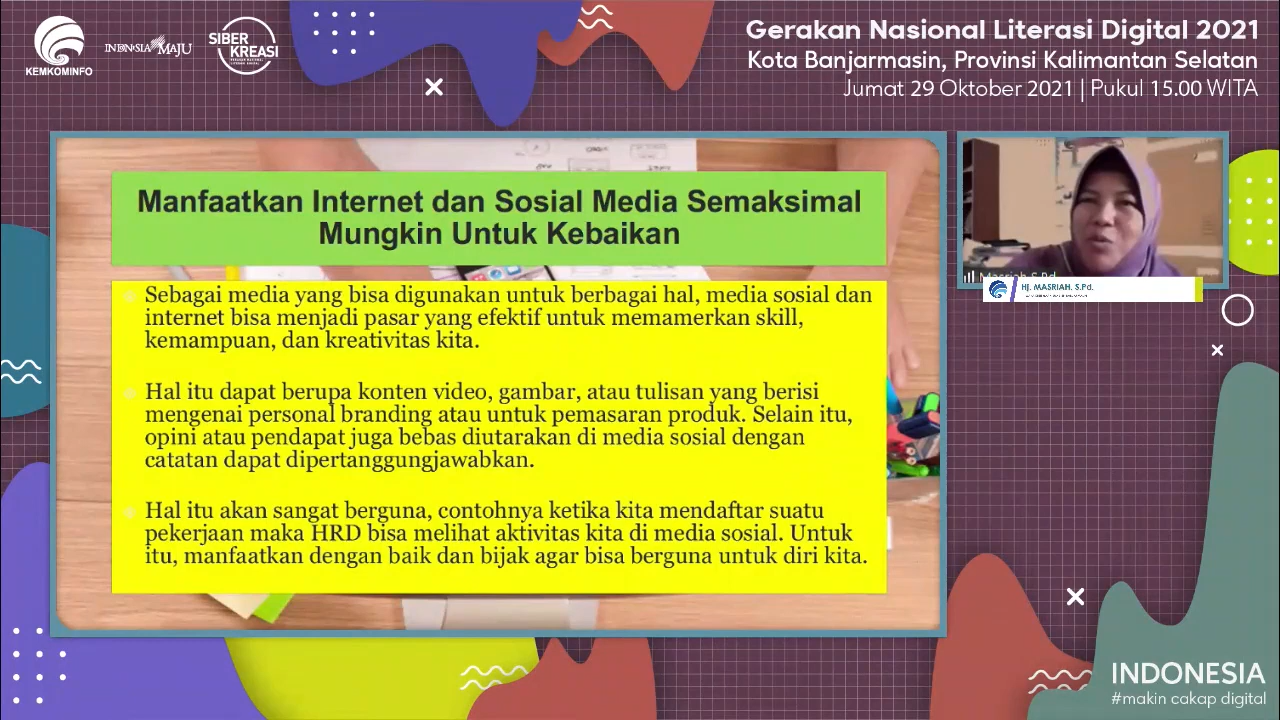 KEMKOMINFO
INDONESIA MAJU
SIBER
KREASI
Gerakan Nasional Literasi Digital 2021
Kota Banjarmasin, Provinsi Kalimantan Selatan
Jumat 29 Oktober 2021 | Pukul 15.00 WITA
Manfaatkan Internet dan Sosial Media Semaksimal
Mungkin Untuk Kebaikan
Sebagai media yang bisa digunakan untuk berbagai hal, media sosial dan
internet bisa menjadi pasar yang efektif untuk memamerkan skill,
kemampuan, dan kreativitas kita.
Hal itu dapat berupa konten video, gambar, atau tulisan yang berisi
mengenai personal branding atau untuk pemasaran produk. Selain itu,
opini atau pendapat juga bebas diutarakan di media sosial dengan
catatan dapat dipertanggungjawabkan.
Hal itu akan sangat berguna, contohnya ketika kita mendaftar suatu
pekerjaan maka HRD bisa melihat aktivitas kita di media sosial. Untuk
itu, manfaatkan dengan baik dan bijak agar bisa berguna untuk diri kita.
Masriah S.Pd
HJ. MASRIAH. S.Pd.
INDONESIA
#makin cakap digital